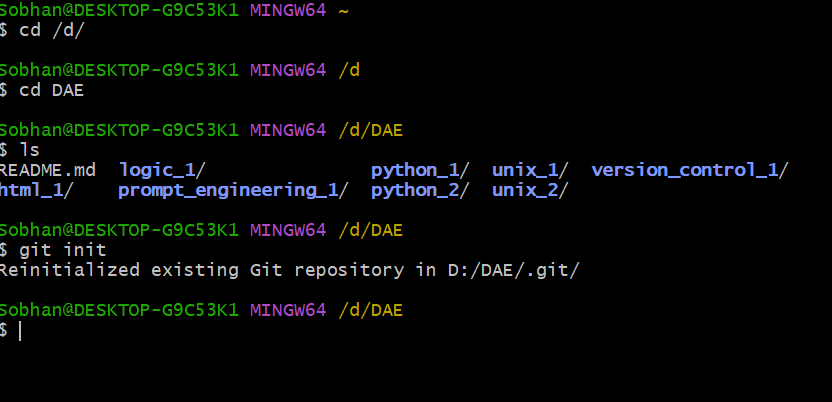 Sobhan@DESKTOP-G9C53K1 MINGW64 ~
$ cd /d/
Sobhan@DESKTOP-G9C53K1 MINGW64 /d
$ cd DAE
Sobhan@DESKTOP-G9C53K1 MINGW64 /d/DAE
$ ls
README.md  logic_1/  python_1/  unix_1/  version_control_1/
html_1/  prompt_engineering_1/  python_2/  unix_2/
Sobhan@DESKTOP-G9C53K1 MINGW64 /d/DAE
$ git init
Reinitialized existing Git repository in D:/DAE/.git/
Sobhan@DESKTOP-G9C53K1 MINGW64 /d/DAE
$